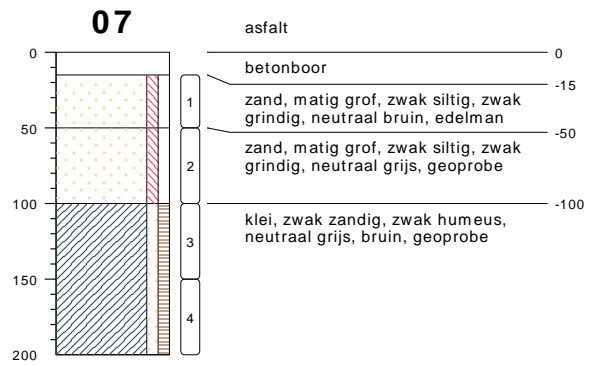 07
asfalt
0
0
betonboor
-15
1
zand, matig grof, zwak siltig, zwak
grindig, neutraal bruin, edelman
50
-50
zand, matig grof, zwak siltig, zwak
grindig, neutraal grijs, geoprobe
2
100
-100
klei, zwak zandig, zwak humeus,
neutraal grijs, bruin, geoprobe
3
150
4
200